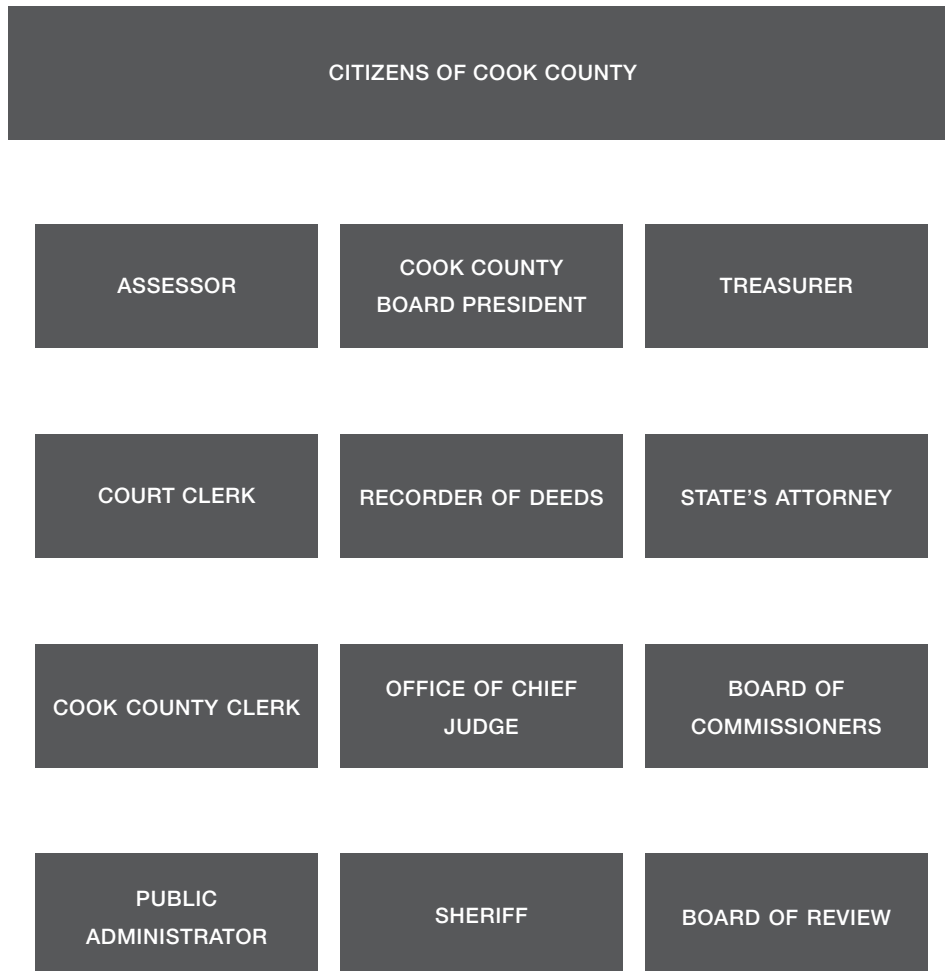 CITIZENS OF COOK COUNTY
ASSESSOR
COOK COUNTY
BOARD PRESIDENT
TREASURER
COURT CLERK
RECORDER OF DEEDS
STATE’S ATTORNEY
COOK COUNTY CLERK
OFFICE OF CHIEF
JUDGE
BOARD OF
COMMISSIONERS
PUBLIC
ADMINISTRATOR
SHERIFF
BOARD OF REVIEW